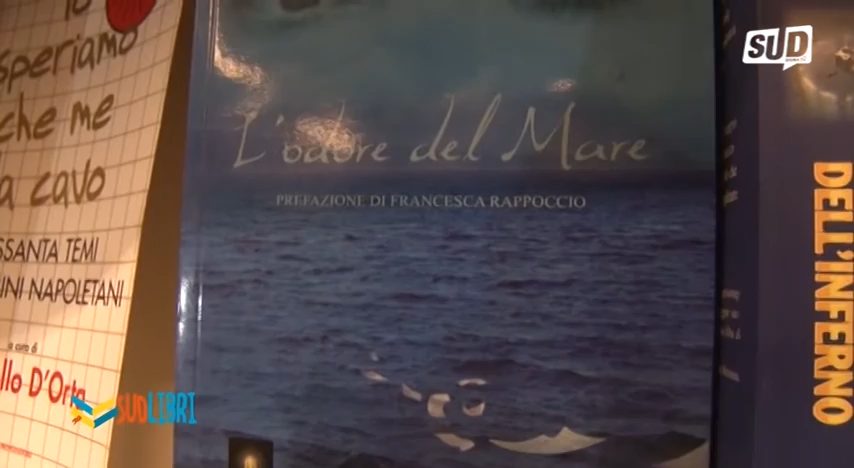 Io
speriamo
che me
a cavo
SSANTA TEMI
INI NAPOLETANI
a cura di
llo D'Orta
L'odore del Mare
PREFAZIONE DI FRANCESCA RAPPOCCIO
DELL'INFERNO
SUD
SUDLIBRI